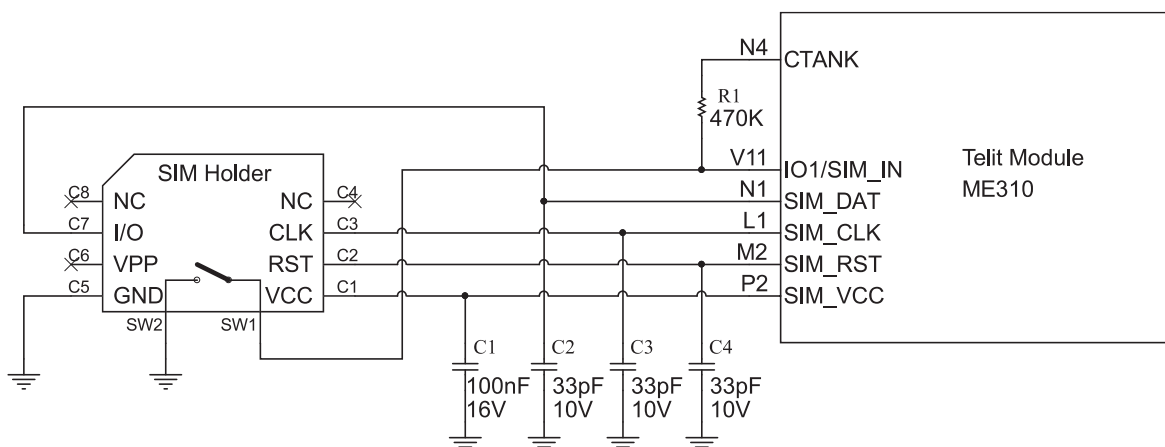 N4
CTANK
R1
470K
V11
IO1/SIM_IN
Telit Module
ME310
SIM Holder
C8
NC
NC
C4
N1
SIM_DAT
C7
I/O
CLK
C3
L1
SIM_CLK
C6
VPP
RST
C2
M2
SIM_RST
C5
GND
VCC
C1
P2
SIM_VCC
SW2
SW1
C1
100nF
16V
C2
33pF
10V
C3
33pF
10V
C4
33pF
10V